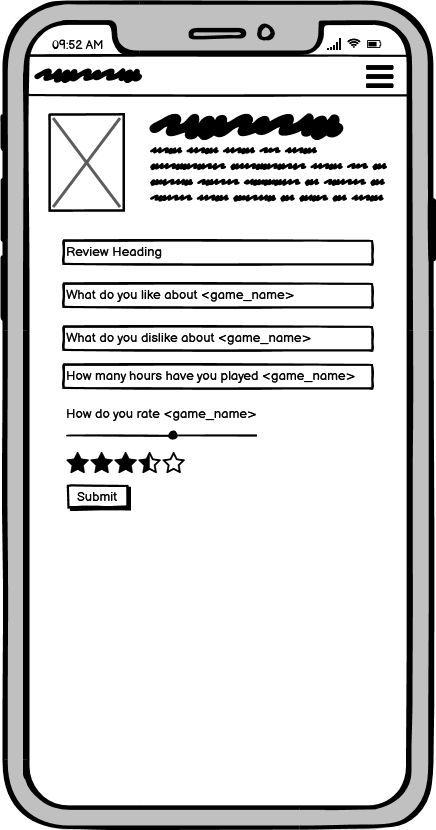 09:52 AM
Review Heading
What do you like about <game_name>
What do you dislike about <game_name>
How many hours have you played <game_name>
How do you rate <game_name>
Submit